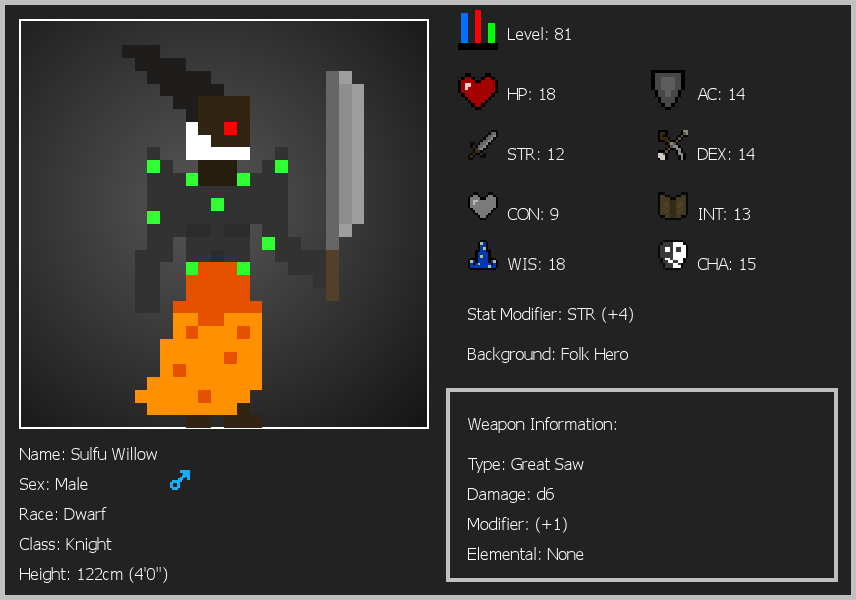 Level: 81
HP: 18
AC: 14
STR: 12
DEX: 14
CON: 9
INT: 13
WIS: 18
CHA: 15
Stat Modifier: STR (+4)
Background: Folk Hero
Weapon Information:
Type: Great Saw
Damage: d6
Modifier: (+1)
Elemental: None
Name: Sulfu Willow
Sex: Male
Race: Dwarf
Class: Knight
Height: 122cm (4'0")